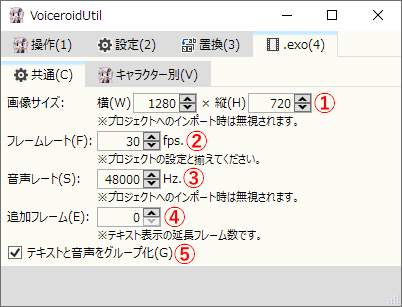 VoiceroidUtil
操作(1) 設定(2) 置換(3) .exo(4)
共通(C) キャラクター別(V)
画像サイズ: 横(W) 1280 × 縦(H) 720 ①
※プロジェクトへのインポート時は無視されます。
フレームレート(F): 30 fps. ②
※プロジェクトの設定と揃えてください。
音声レート(S): 48000 Hz. ③
※プロジェクトへのインポート時は無視されます。
追加フレーム(E): 0 ④
※テキスト表示の延長フレーム数です。
テキストと音声をグループ化(G) ⑤